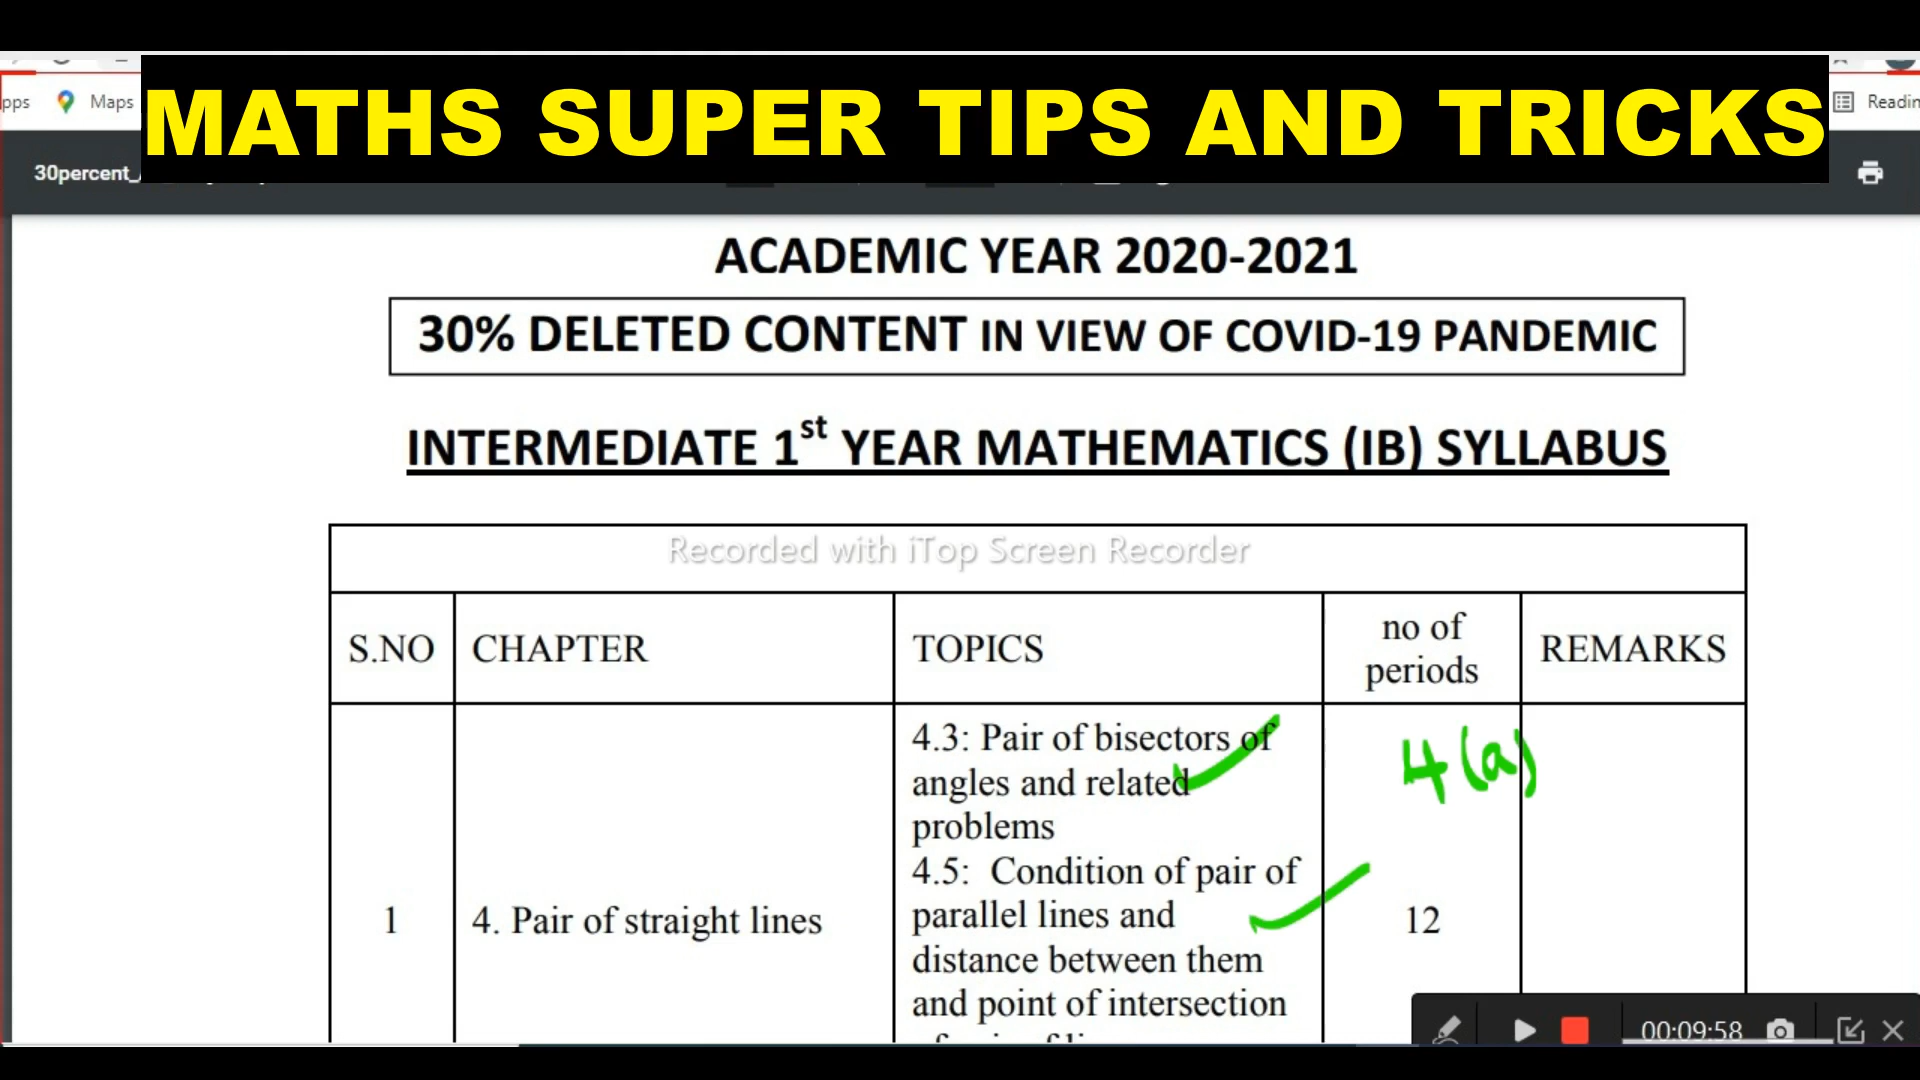 MATHS SUPER TIPS AND TRICKS
pps Maps Readin
30percent_
ACADEMIC YEAR 2020-2021
30% DELETED CONTENT IN VIEW OF COVID-19 PANDEMIC
INTERMEDIATE 1st YEAR MATHEMATICS (IB) SYLLABUS
Recorded with iTop Screen Recorder
S.NO CHAPTER TOPICS no of periods REMARKS
4.3: Pair of bisectors of
angles and related
problems
4(a)
4.5: Condition of pair of
parallel lines and
1 4. Pair of straight lines 12
distance between them
and point of intersection
00:09:58